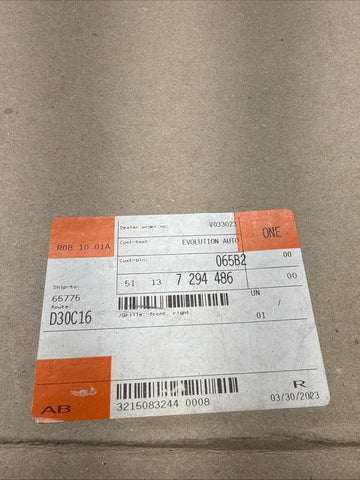 Dealer order no: V033023
ONE
R08 10 01A
Cust-text: EVOLUTION AUTO
Cust-bin: 065B2 00
51 13 7 294 486 00
Ship-to:
65775
Route:
D30C16
/Grille, front, right
UN /
01
AB
3215083244 0008
R
03/30/2023